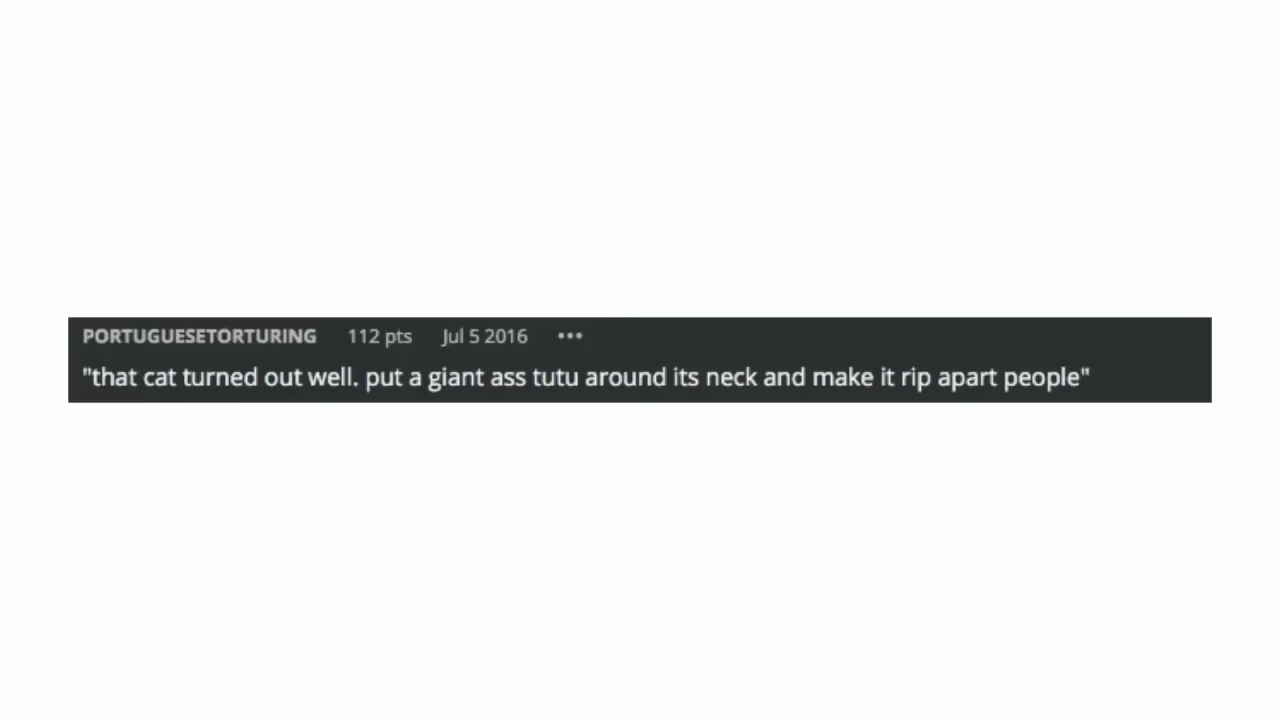 PORTUGUESETORTURING 112 pts Jul 5 2016 •••
"that cat turned out well. put a giant ass tutu around its neck and make it rip apart people"